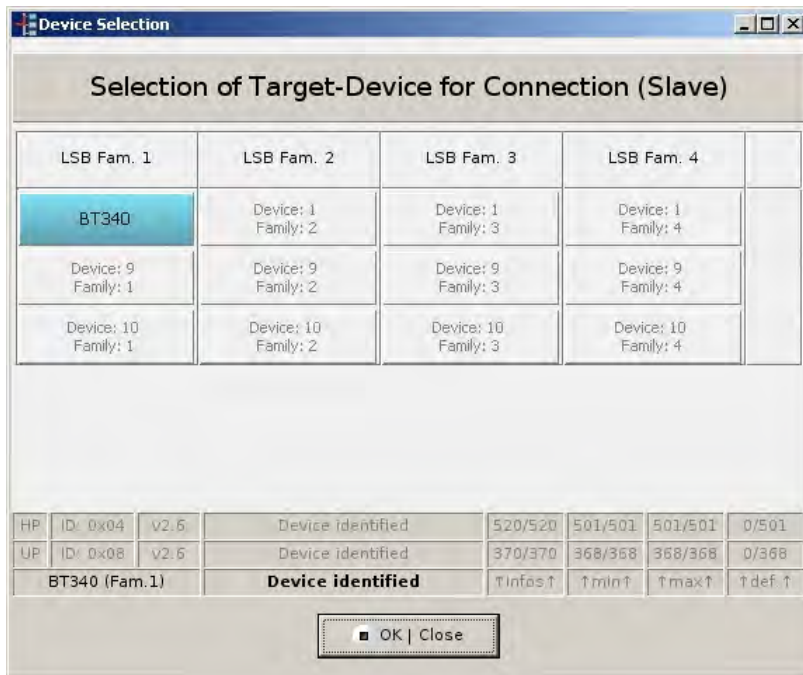 Device Selection
Selection of Target-Device for Connection (Slave)
LSB Fam. 1 LSB Fam. 2 LSB Fam. 3 LSB Fam. 4
BT340 Device: 1 Device: 1 Device: 1
Family: 2 Family: 3 Family: 4
Device: 9 Device: 9 Device: 9 Device: 9
Family: 1 Family: 2 Family: 3 Family: 4
Device: 10 Device: 10 Device: 10 Device: 10
Family: 1 Family: 2 Family: 3 Family: 4
HP ID: 0x04 v2.6 Device identified 520/520 501/501 501/501 0/501
UP ID: 0x08 v2.6 Device identified 370/370 368/368 368/368 0/368
BT340 (Fam.1) Device identified ↑infos↑ ↑min↑ ↑max↑ ↑def↑
OK | Close